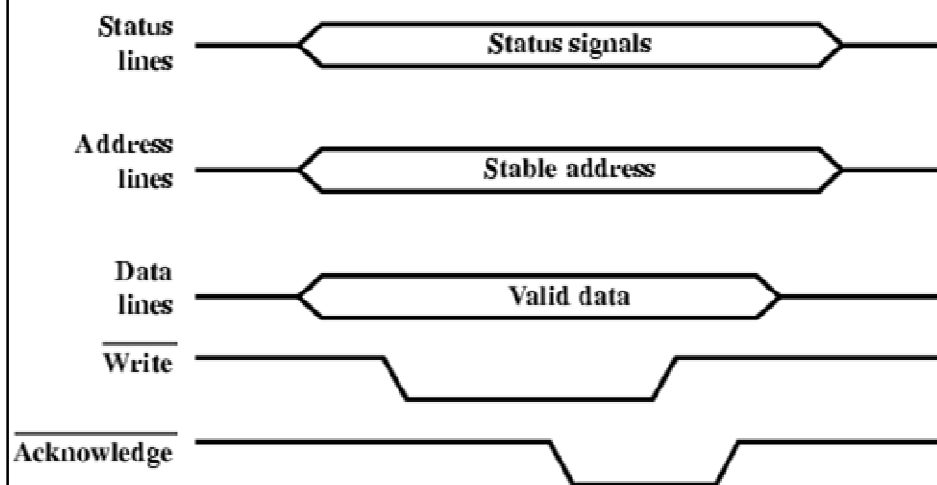 Status
lines
Status signals
Address
lines
Stable address
Data
lines
Valid data
Write
Acknowledge